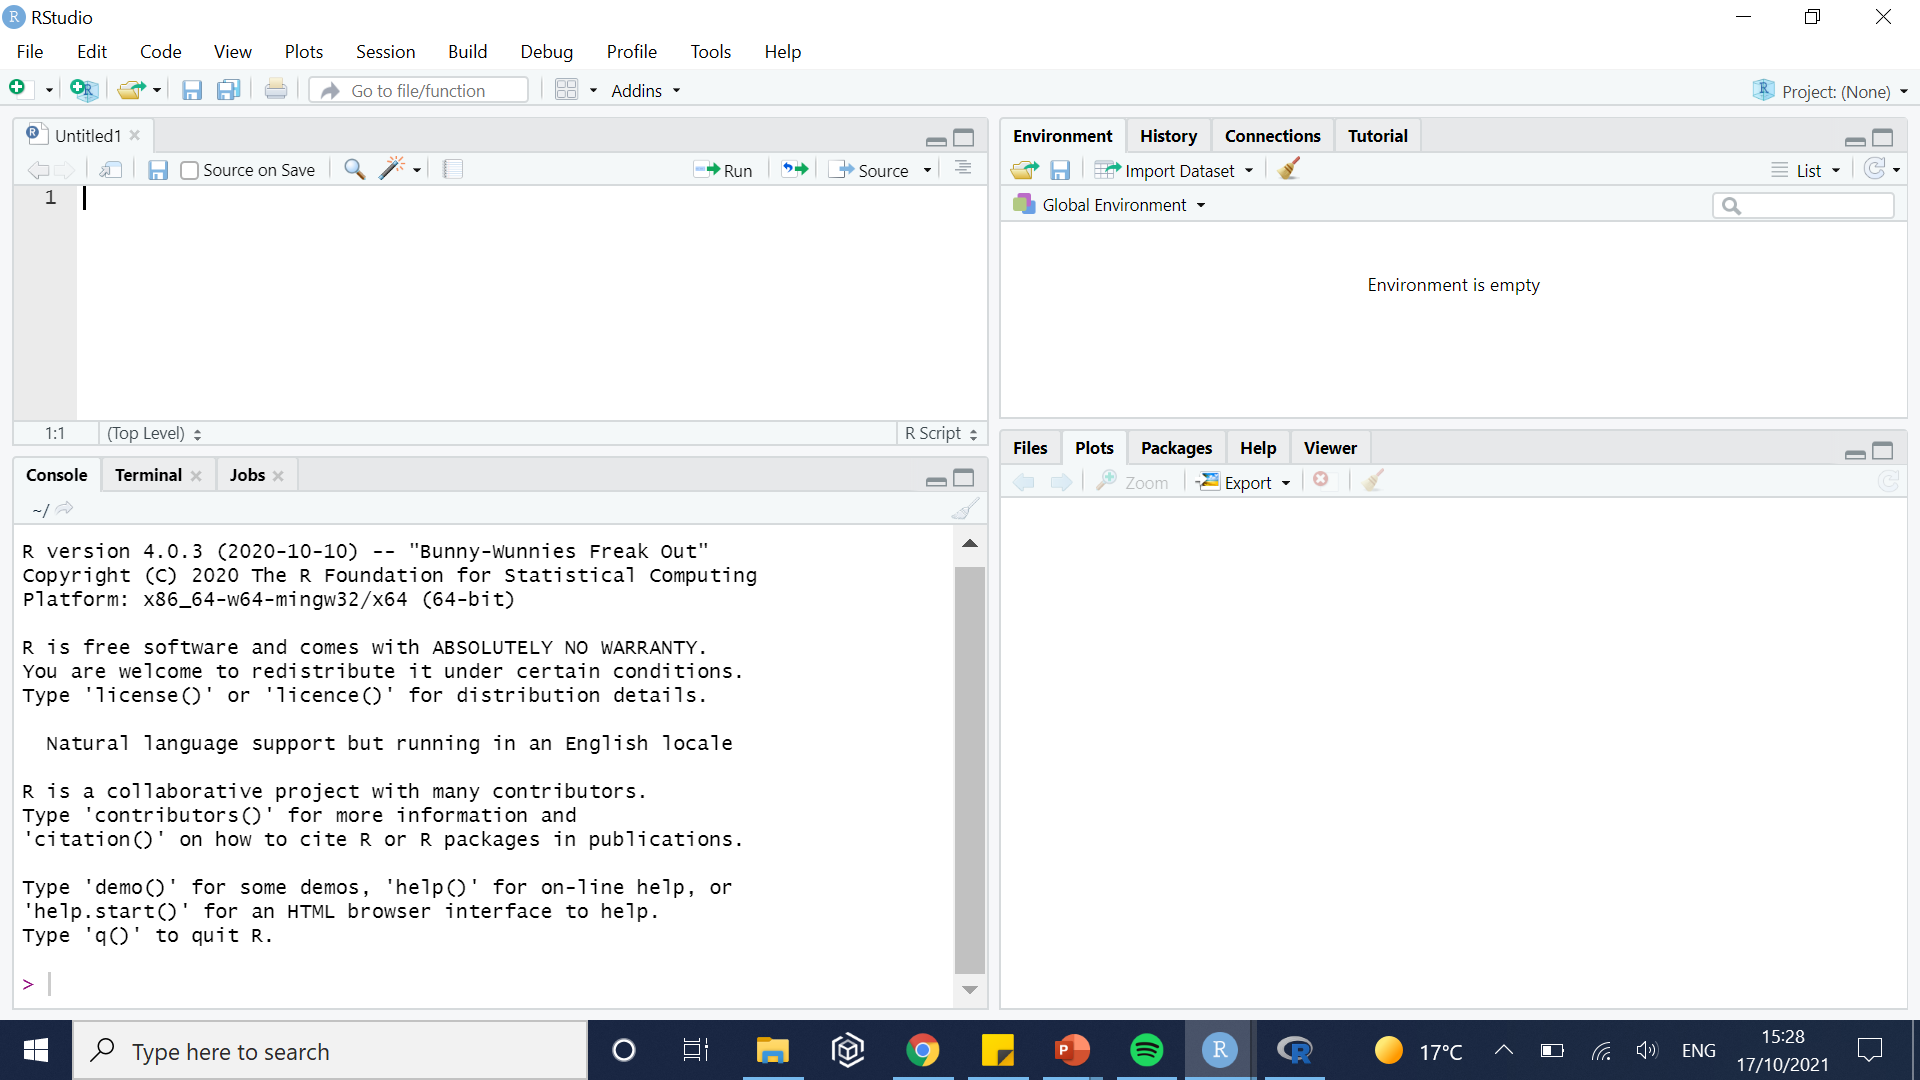 RStudio
File Edit Code View Plots Session Build Debug Profile Tools Help
Go to file/function Addins Project: (None)
Untitled1
Source on Save Run Source
1
1:1 (Top Level) R Script
Console Terminal Jobs
~/
R version 4.0.3 (2020-10-10) -- "Bunny-Wunnies Freak Out"
Copyright (C) 2020 The R Foundation for Statistical Computing
Platform: x86_64-w64-mingw32/x64 (64-bit)
R is free software and comes with ABSOLUTELY NO WARRANTY.
You are welcome to redistribute it under certain conditions.
Type 'license()' or 'licence()' for distribution details.
Natural language support but running in an English locale
R is a collaborative project with many contributors.
Type 'contributors()' for more information and
'citation()' on how to cite R or R packages in publications.
Type 'demo()' for some demos, 'help()' for on-line help, or
'help.start()' for an HTML browser interface to help.
Type 'q()' to quit R.
>
Environment History Connections Tutorial
Import Dataset List
Global Environment
Environment is empty
Files Plots Packages Help Viewer
Zoom Export
Type here to search
17°C ENG
15:28
17/10/2021